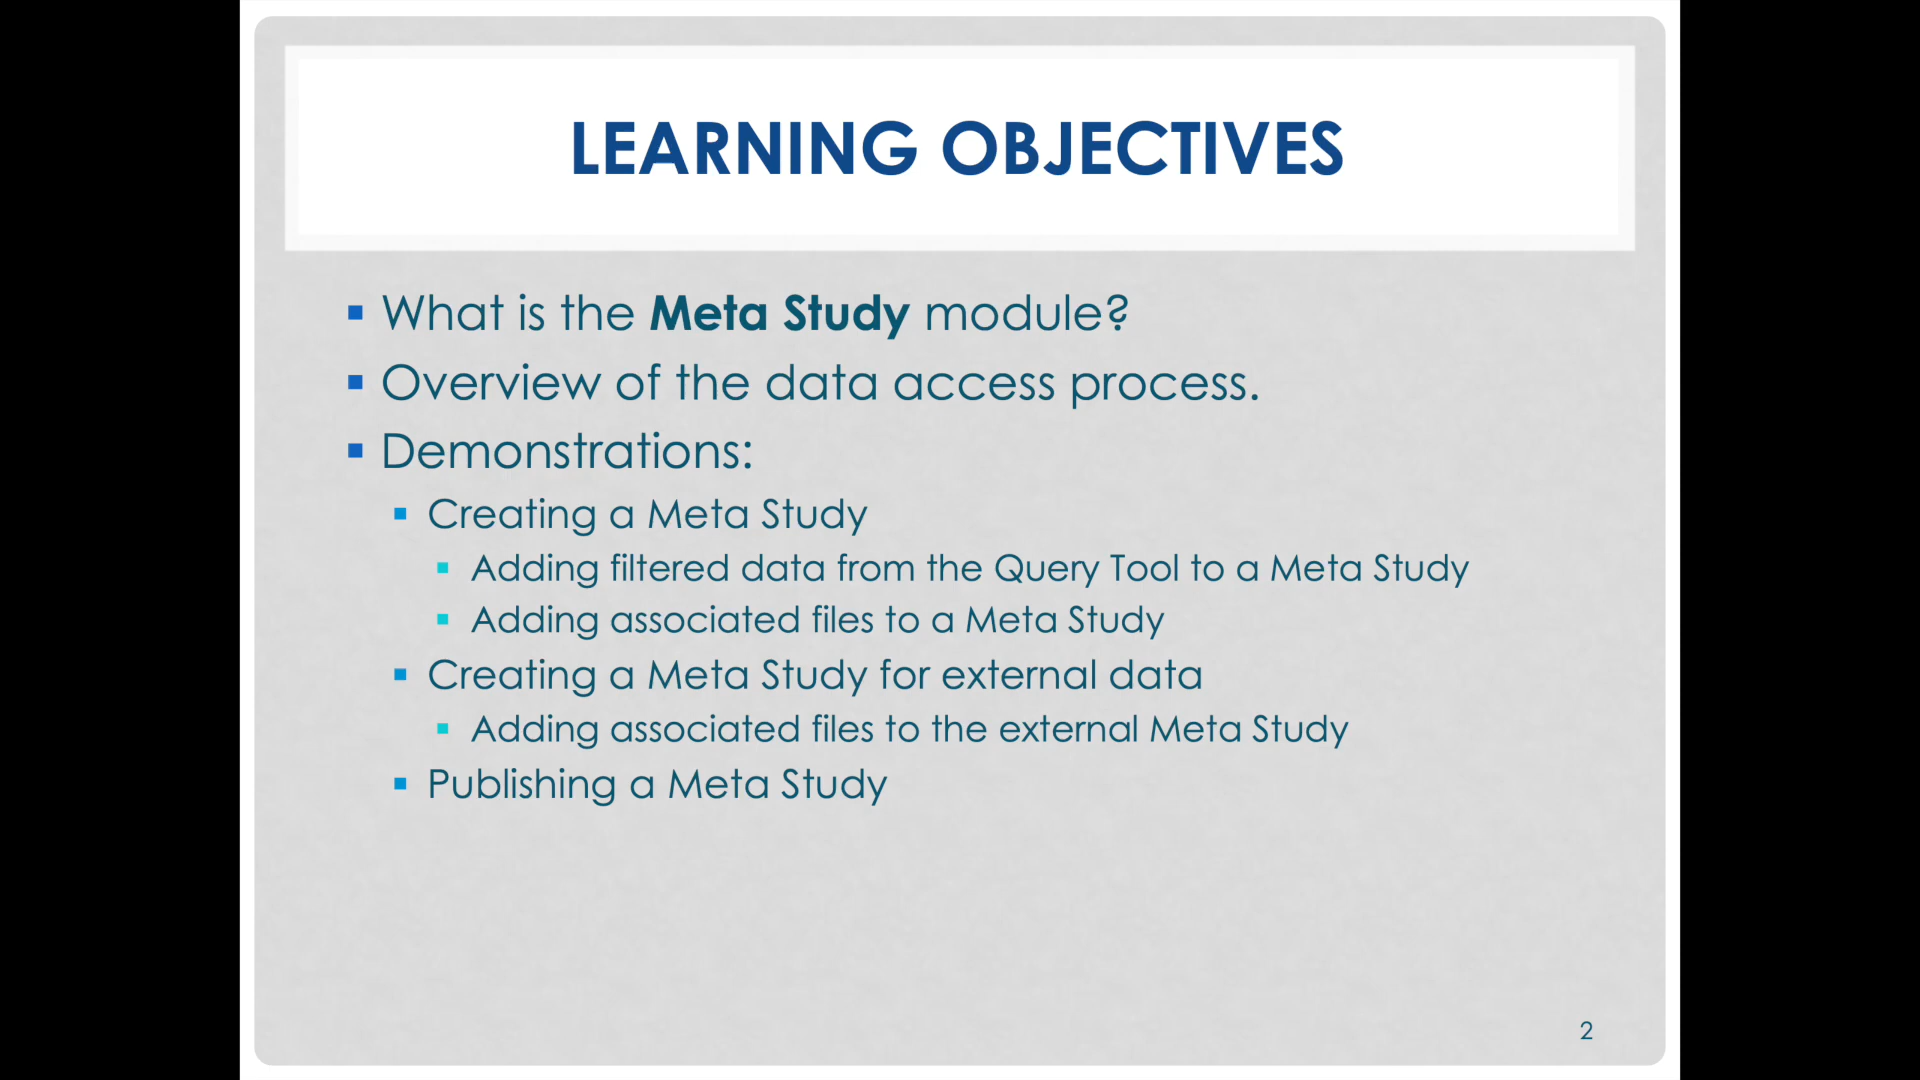 LEARNING OBJECTIVES
What is the Meta Study module?
Overview of the data access process.
Demonstrations:
Creating a Meta Study
Adding filtered data from the Query Tool to a Meta Study
Adding associated files to a Meta Study
Creating a Meta Study for external data
Adding associated files to the external Meta Study
Publishing a Meta Study
2